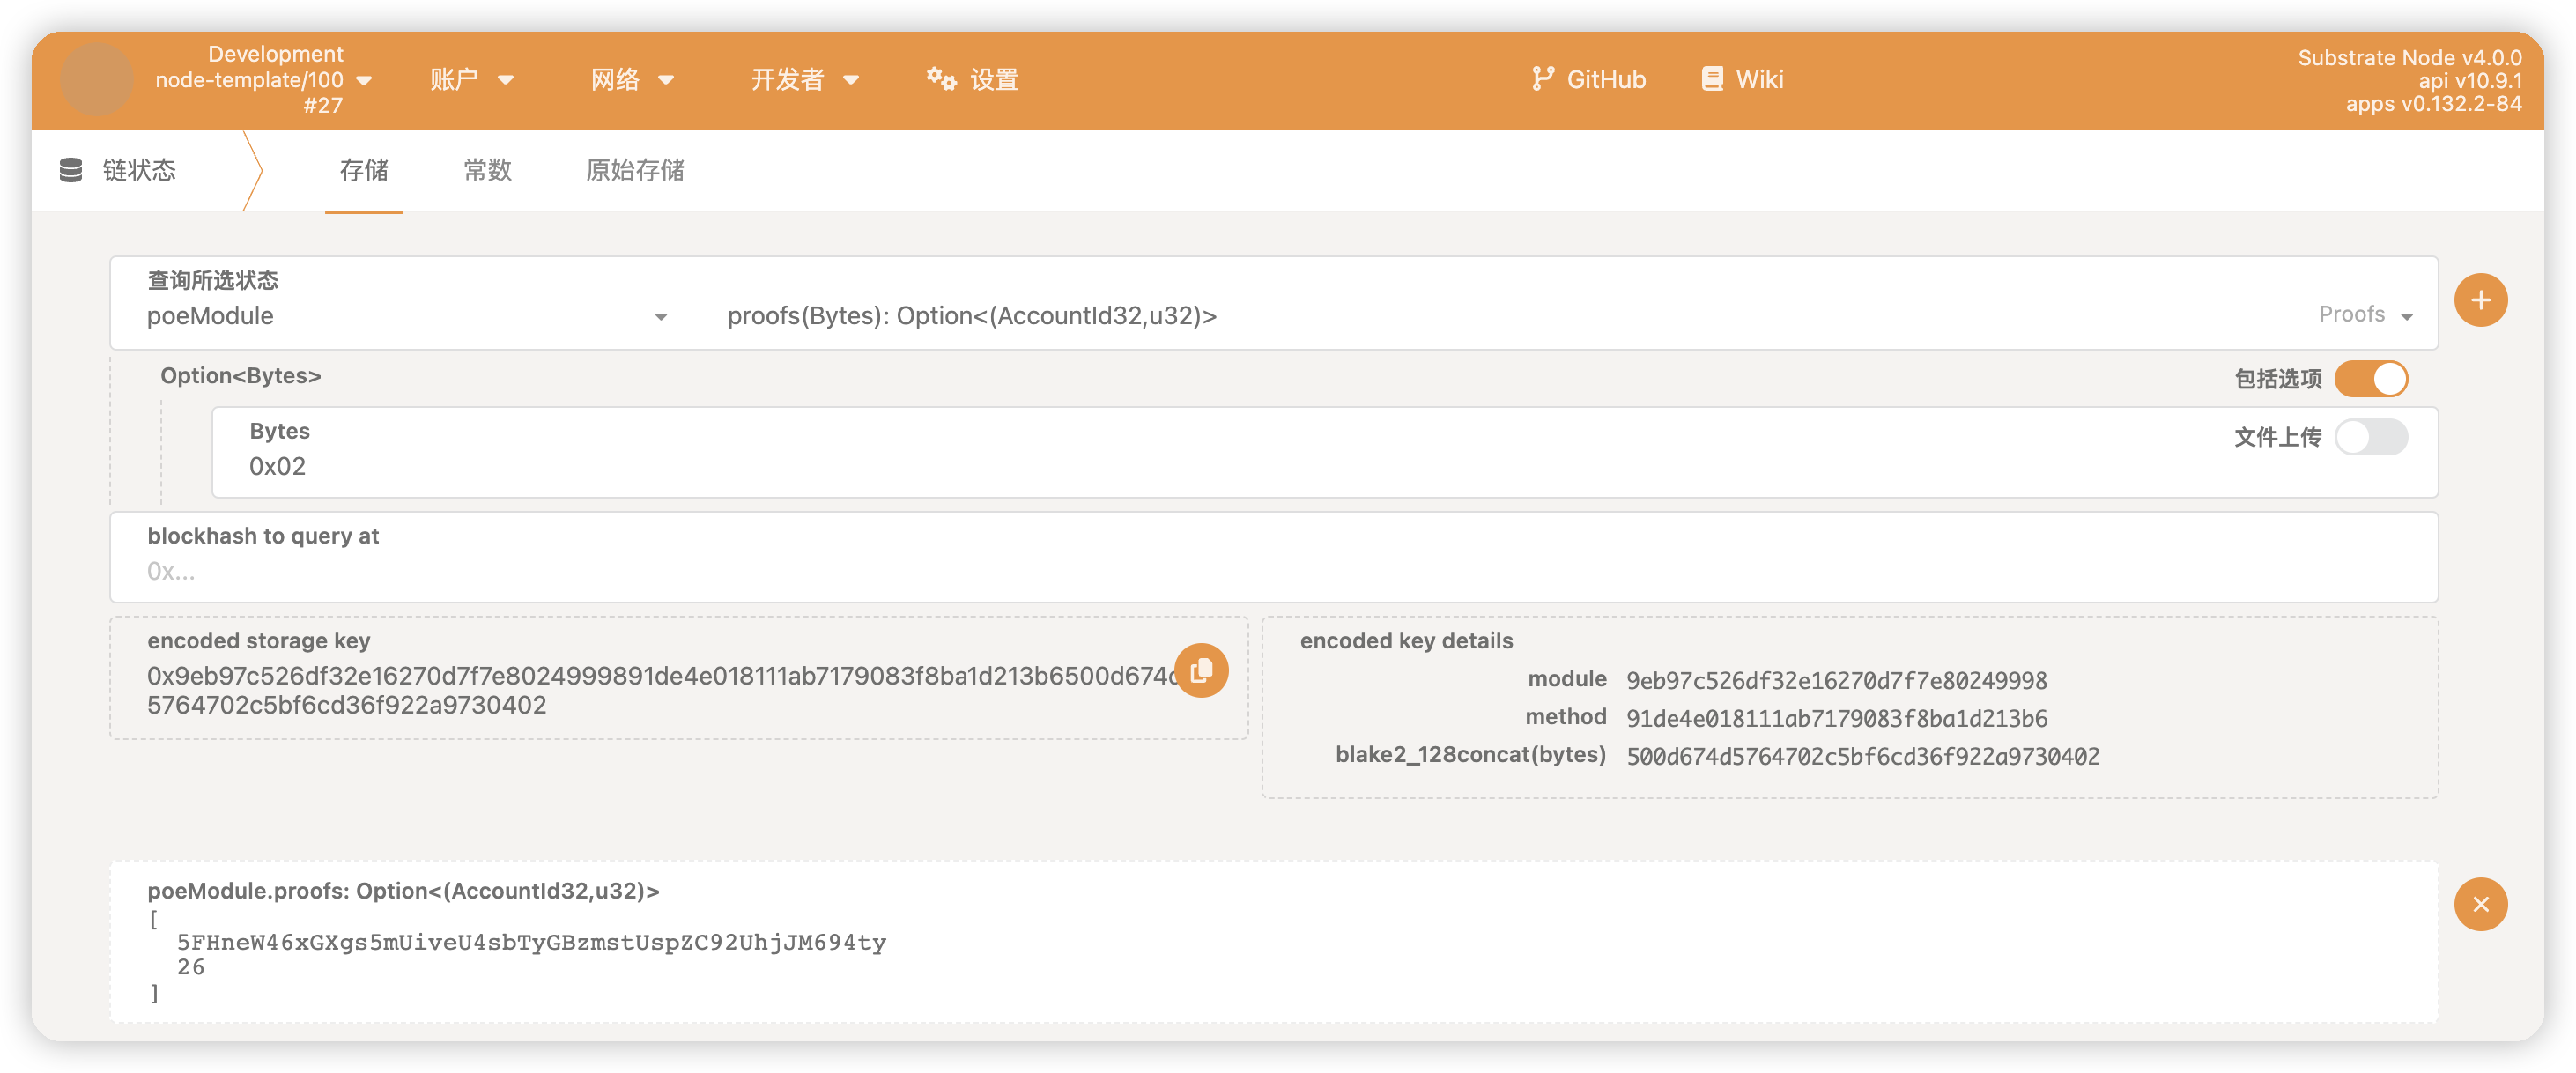 Development
node-template/100
#27
账户
网络
开发者
设置
GitHub
Wiki
Substrate Node v4.0.0
api v10.9.1
apps v0.132.2-84
链状态
存储
常数
原始存储
查询所选状态
poeModule
proofs(Bytes): Option<(AccountId32,u32)>
Proofs
Option<Bytes>
包括选项
Bytes
0x02
文件上传
blockhash to query at
0x...
encoded storage key
0x9eb97c526df32e16270d7f7e8024999891de4e018111ab7179083f8ba1d213b6500d674d
5764702c5bf6cd36f922a9730402
encoded key details
module 9eb97c526df32e16270d7f7e80249998
method 91de4e018111ab7179083f8ba1d213b6
blake2_128concat(bytes) 500d674d5764702c5bf6cd36f922a9730402
poeModule.proofs: Option<(AccountId32,u32)>
[
5FHneW46xGXgs5mUiveU4sbTyGBzmstUspZC92UhjJM694ty
26
]